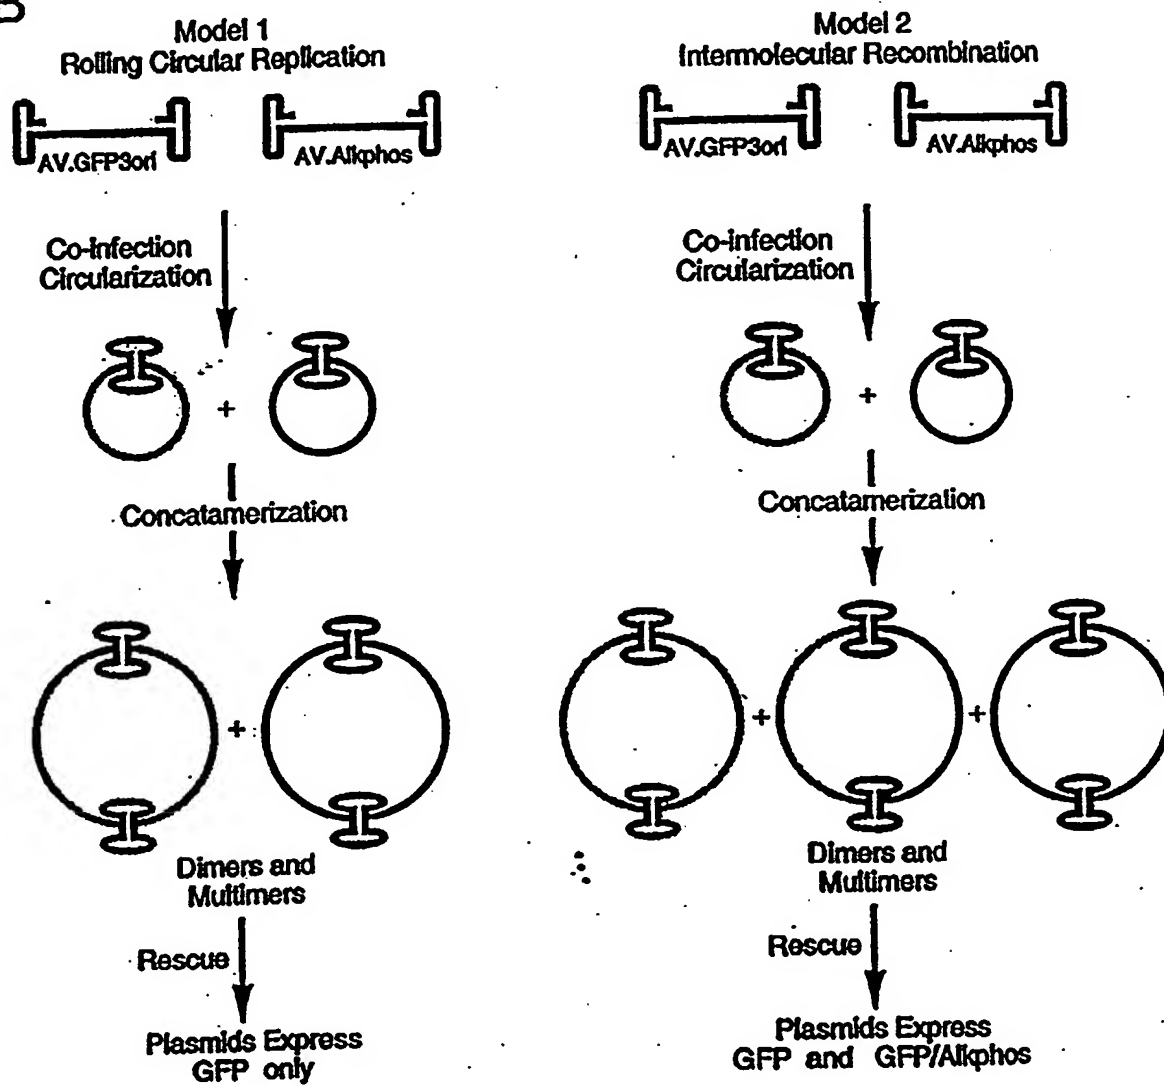 Model 1
Rolling Circular Replication
AV.GFP3ori
AV.Alkphos
Co-infection
Circularization
+
Concatamerization
+
Dimers and
Multimers
Rescue
Plasmids Express
GFP only
Model 2
Intermolecular Recombination
AV.GFP3ori
AV.Alkphos
Co-infection
Circularization
+
Concatamerization
+
+
Dimers and
Multimers
Rescue
Plasmids Express
GFP and GFP/Alkphos